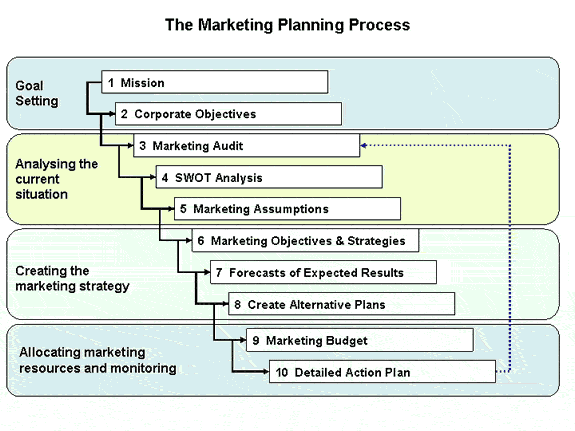 The Marketing Planning Process
Goal
Setting
1 Mission
2 Corporate Objectives
Analysing the
current
situation
3 Marketing Audit
4 SWOT Analysis
5 Marketing Assumptions
Creating the
marketing strategy
6 Marketing Objectives & Strategies
7 Forecasts of Expected Results
8 Create Alternative Plans
Allocating marketing
resources and monitoring
9 Marketing Budget
10 Detailed Action Plan